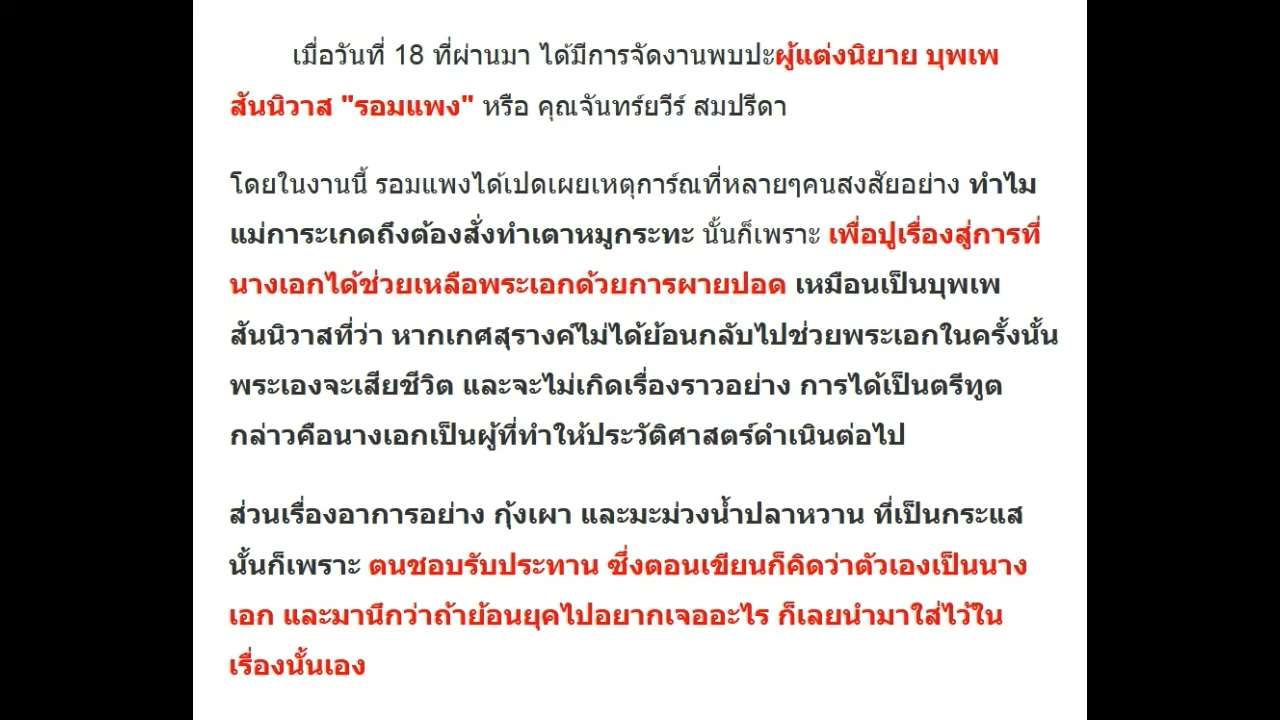 เมื่อวันที่ 18 ที่ผ่านมา ได้มีการจัดงานพบปะผู้แต่งนิยาย บุพเพ
สันนิวาส "รอมแพง" หรือ คุณจันทร์ยวีร์ สมปรีดา
โดยในงานนี้ รอมแพงได้เปดเผยเหตุการ์ณที่หลายๆคนสงสัยอย่าง ทำไม
แม่การะเกดถึงต้องสั่งทำเตาหมูกระทะ นั้นก็เพราะ เพื่อปูเรื่องสู่การที่
นางเอกได้ช่วยเหลือพระเอกด้วยการผายปอด เหมือนเป็นบุพเพ
สันนิวาสที่ว่า หากเกศสุรางค์ไม่ได้ย้อนกลับไปช่วยพระเอกในครั้งนั้น
พระเองจะเสียชีวิต และจะไม่เกิดเรื่องราวอย่าง การได้เป็นตรีทูต
กล่าวคือนางเอกเป็นผู้ที่ทำให้ประวัติศาสตร์ดำเนินต่อไป
ส่วนเรื่องอาการอย่าง กุ้งเผา และมะม่วงน้ำปลาหวาน ที่เป็นกระแส
นั้นก็เพราะ ตนชอบรับประทาน ซึ่งตอนเขียนก็คิดว่าตัวเองเป็นนาง
เอก และมานึกว่าถ้าย้อนยุคไปอยากเจออะไร ก็เลยนำมาใส่ไว้ใน
เรื่องนั้นเอง